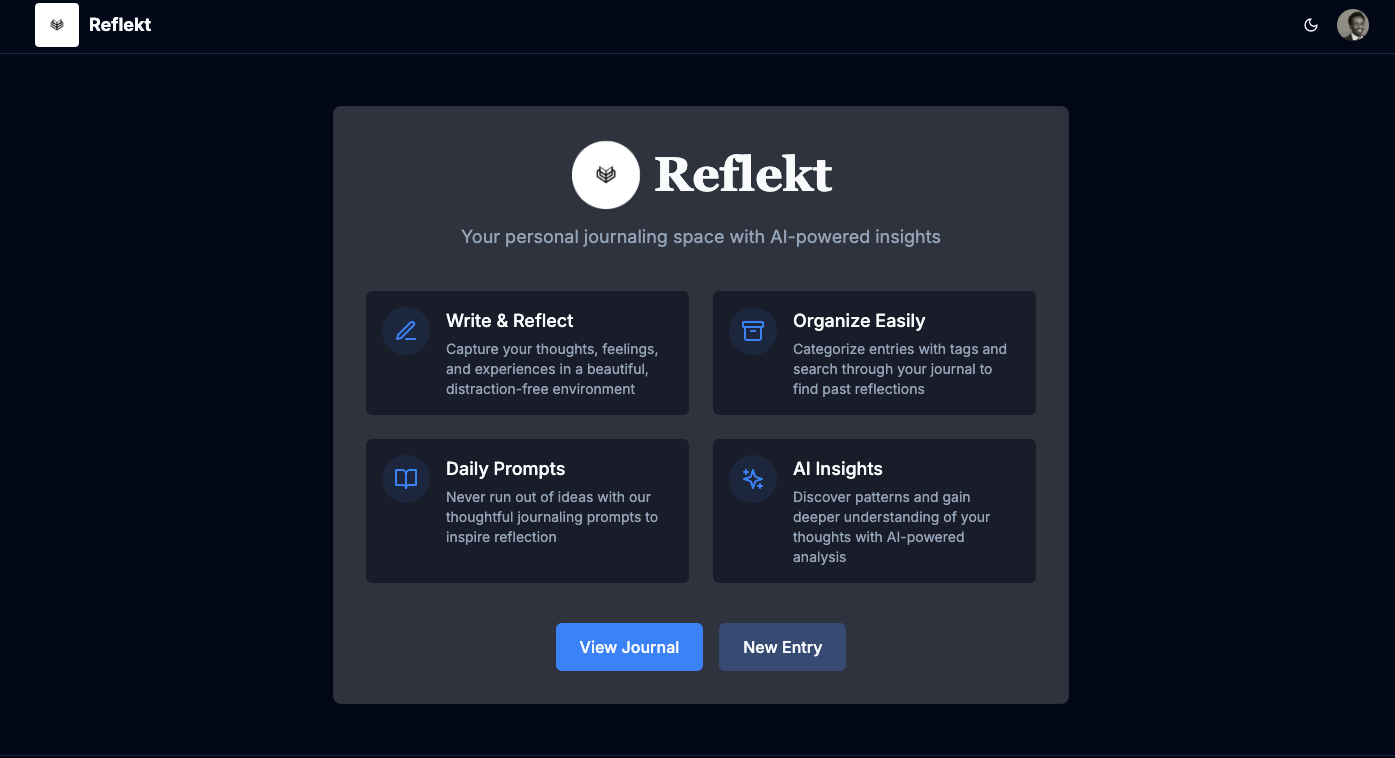 Reflekt
Reflekt
Your personal journaling space with AI-powered insights
Write & Reflect
Capture your thoughts, feelings,
and experiences in a beautiful,
distraction-free environment
Organize Easily
Categorize entries with tags and
search through your journal to
find past reflections
Daily Prompts
Never run out of ideas with our
thoughtful journaling prompts to
inspire reflection
AI Insights
Discover patterns and gain
deeper understanding of your
thoughts with AI-powered
analysis
View Journal
New Entry